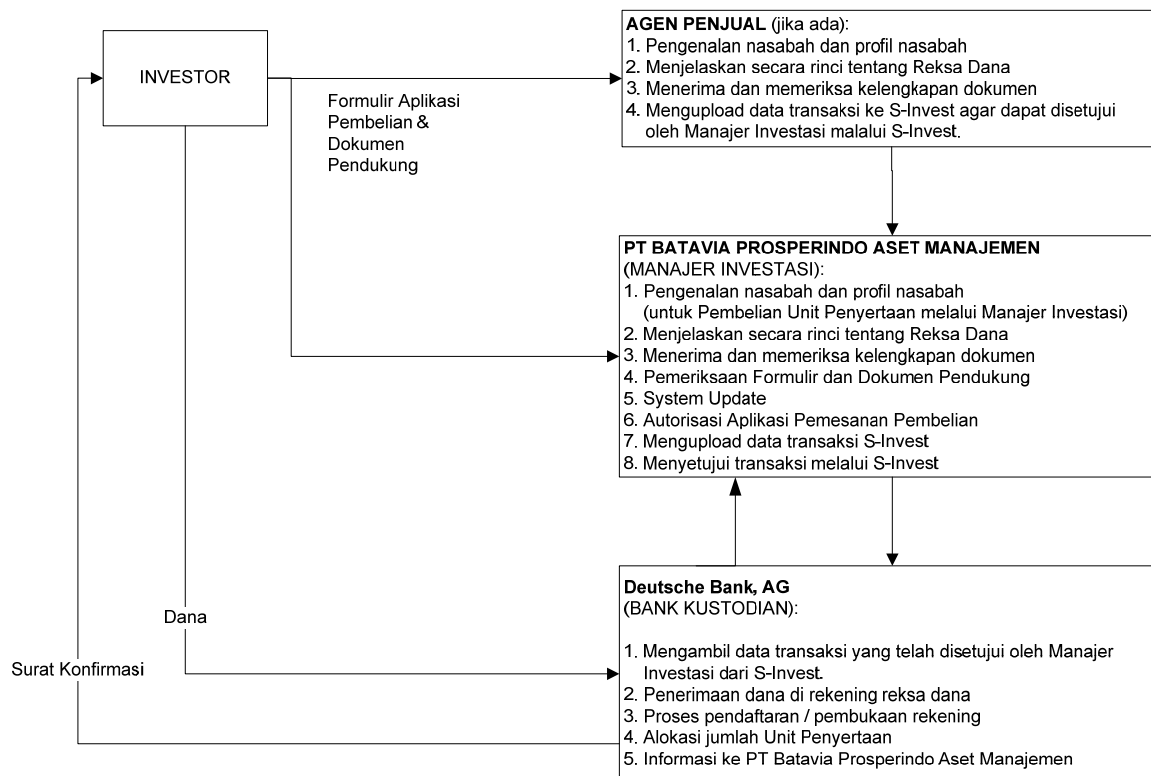 INVESTOR
Formulir Aplikasi
Pembelian &
Dokumen
Pendukung
AGEN PENJUAL (jika ada):
1. Pengenalan nasabah dan profil nasabah
2. Menjelaskan secara rinci tentang Reksa Dana
3. Menerima dan memeriksa kelengkapan dokumen
4. Mengupload data transaksi ke S-Invest agar dapat disetujui
oleh Manajer Investasi malalui S-Invest.
PT BATAVIA PROSPERINDO ASET MANAJEMEN
(MANAJER INVESTASI):
1. Pengenalan nasabah dan profil nasabah
(untuk Pembelian Unit Penyertaan melalui Manajer Investasi)
2. Menjelaskan secara rinci tentang Reksa Dana
3. Menerima dan memeriksa kelengkapan dokumen
4. Pemeriksaan Formulir dan Dokumen Pendukung
5. System Update
6. Autorisasi Aplikasi Pemesanan Pembelian
7. Mengupload data transaksi S-Invest
8. Menyetujui transaksi melalui S-Invest
Dana
Surat Konfirmasi
Deutsche Bank, AG
(BANK KUSTODIAN):
1. Mengambil data transaksi yang telah disetujui oleh Manajer
Investasi dari S-Invest.
2. Penerimaan dana di rekening reksa dana
3. Proses pendaftaran / pembukaan rekening
4. Alokasi jumlah Unit Penyertaan
5. Informasi ke PT Batavia Prosperindo Aset Manajemen